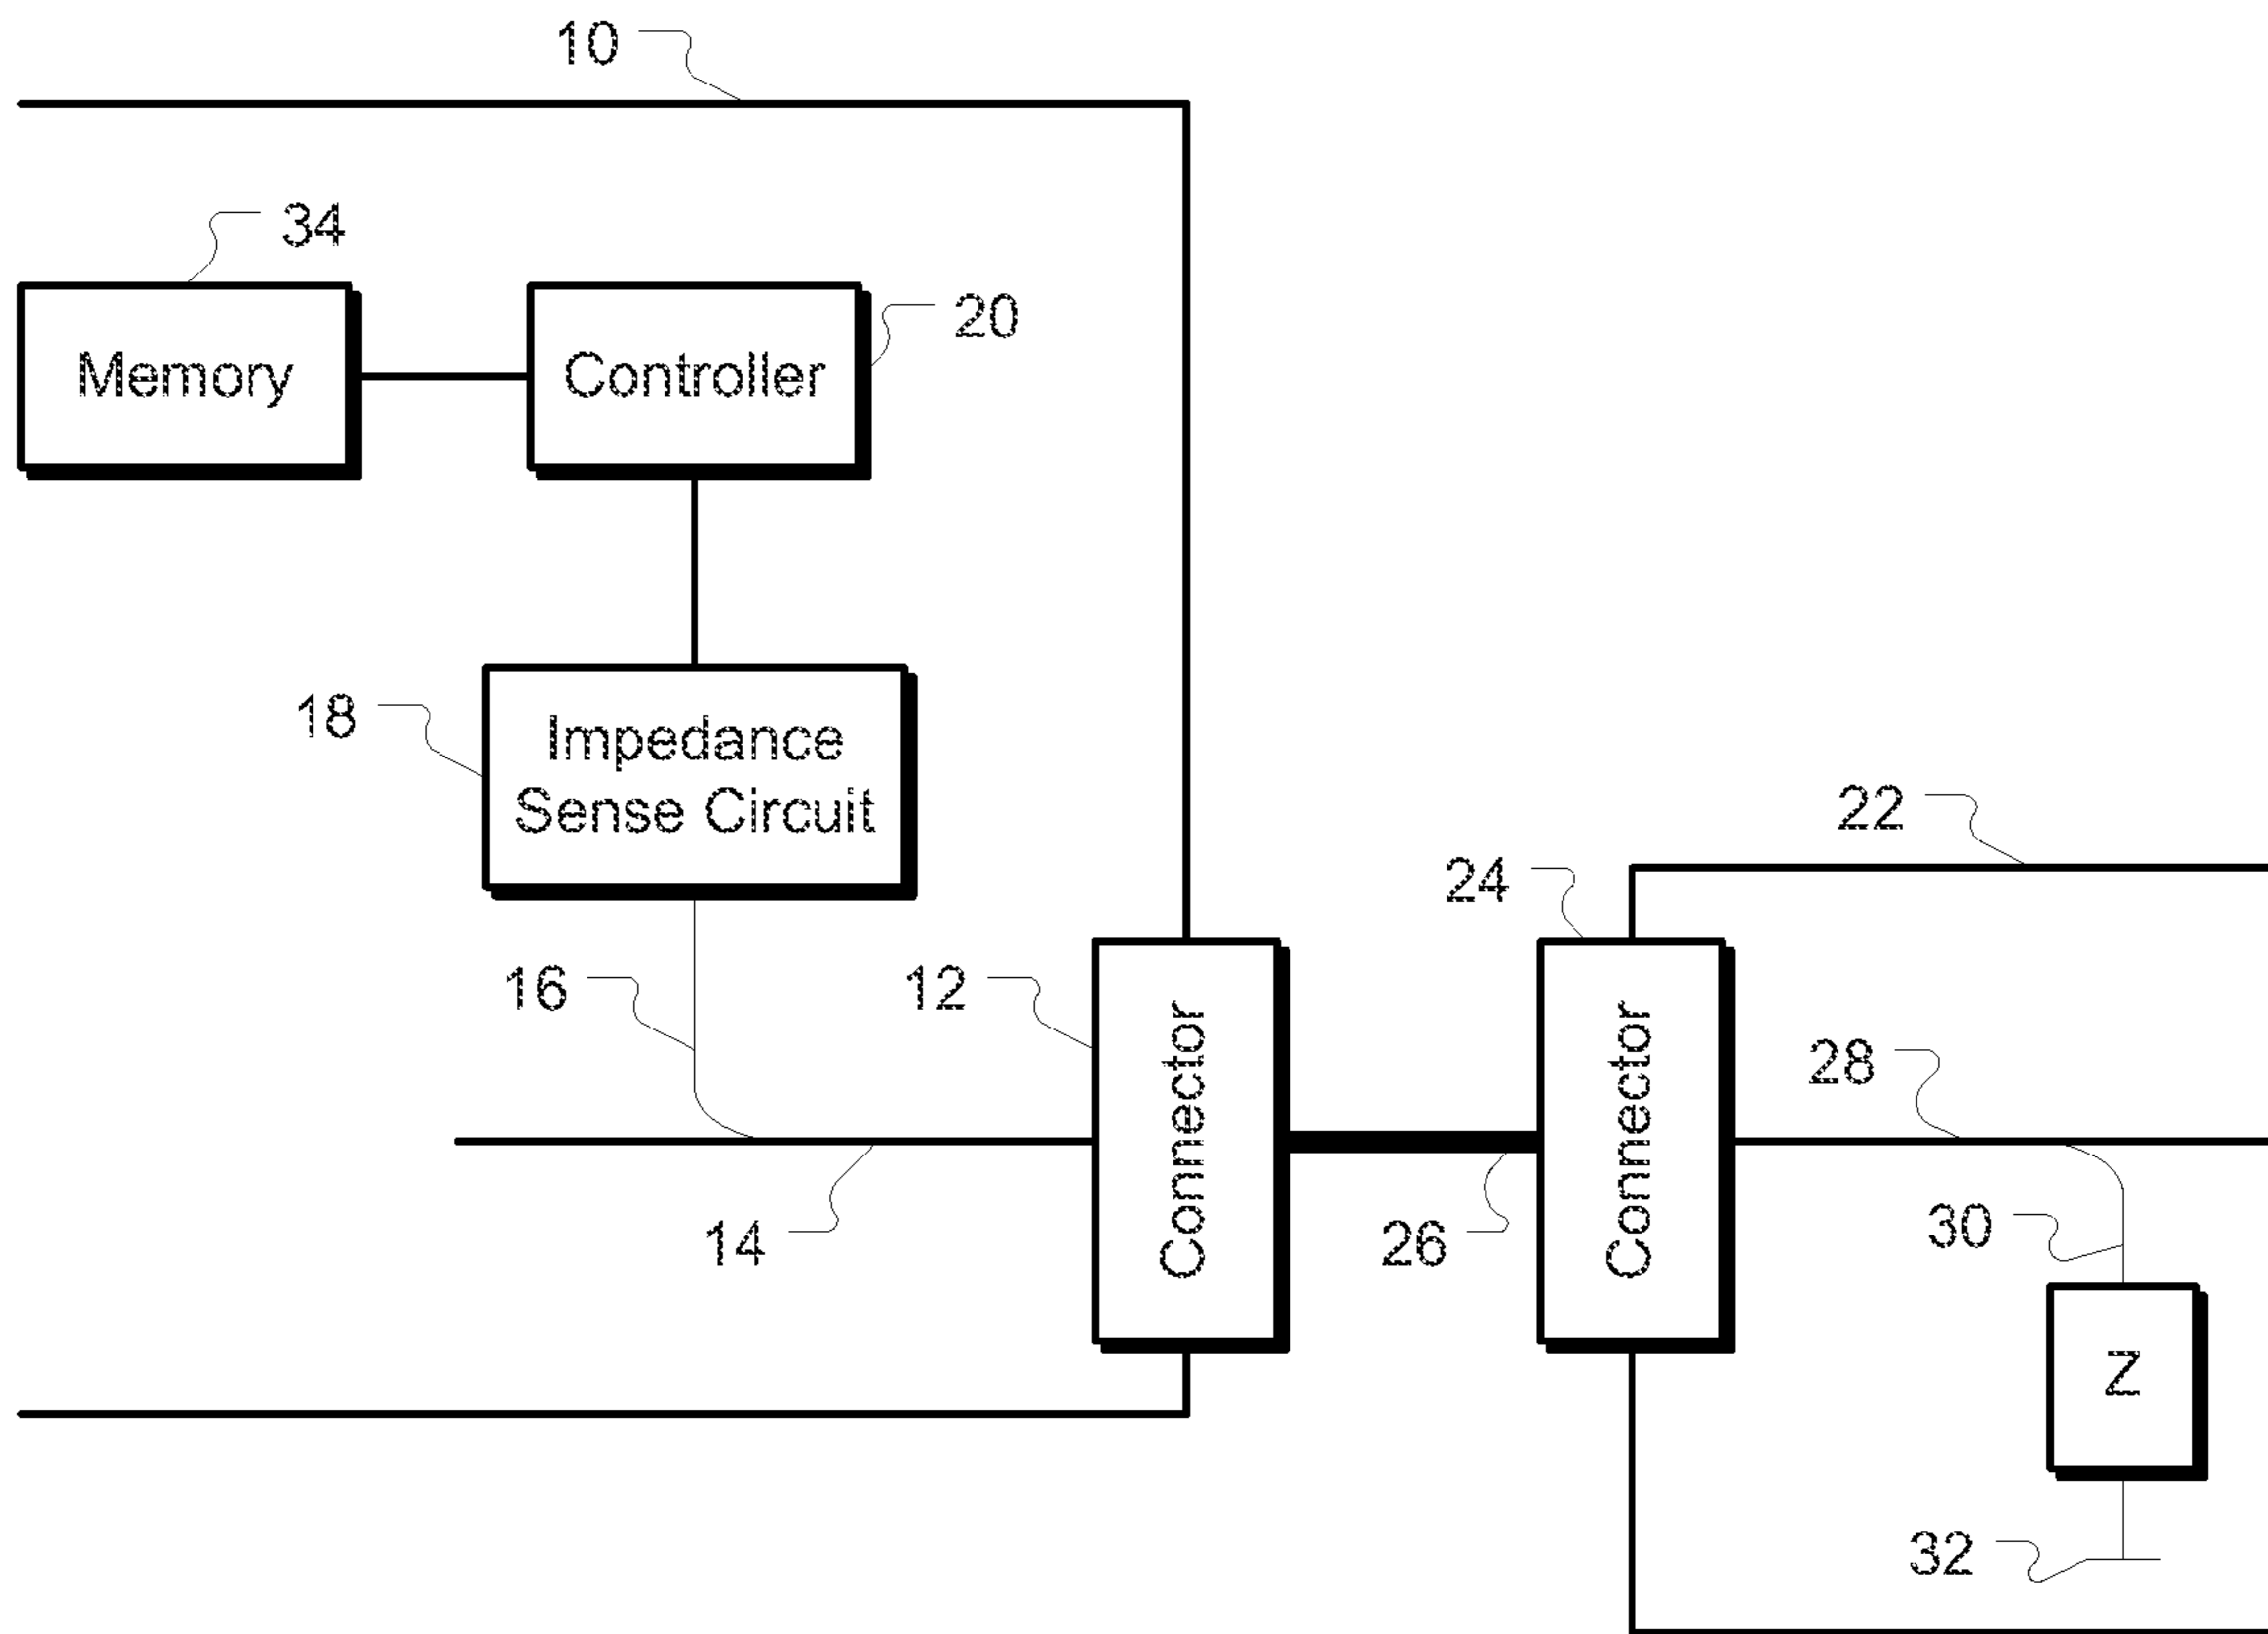 10
34
Memory
Controller
20
18
Impedance
Sense Circuit
22
24
16
12
Connector
Connector
28
14
26
30
Z
32